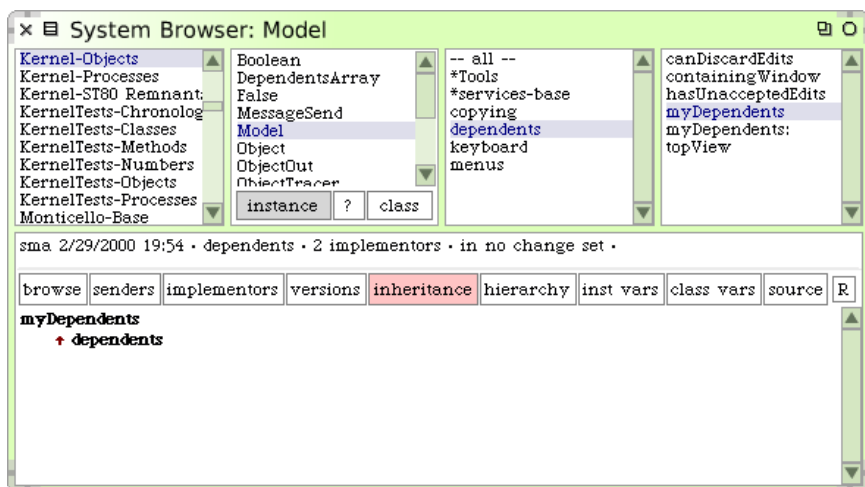 System Browser: Model
Kernel-Objects
Kernel-Processes
Kernel-ST80 Remnant
KernelTests-Chronolog
KernelTests-Classes
KernelTests-Methods
KernelTests-Numbers
KernelTests-Objects
KernelTests-Processes
Monticello-Base
Boolean
DependentsArray
False
MessageSend
Model
Object
ObjectOut
ObjectTracer
instance ? class
-- all --
*Tools
*services-base
copying
dependents
keyboard
menus
canDiscardEdits
containingWindow
hasUnacceptedEdits
myDependents
myDependents:
topView
sma 2/29/2000 19:54 · dependents · 2 implementors · in no change set ·
browse senders implementors versions inheritance hierarchy inst vars class vars source R
myDependents
↑ dependents